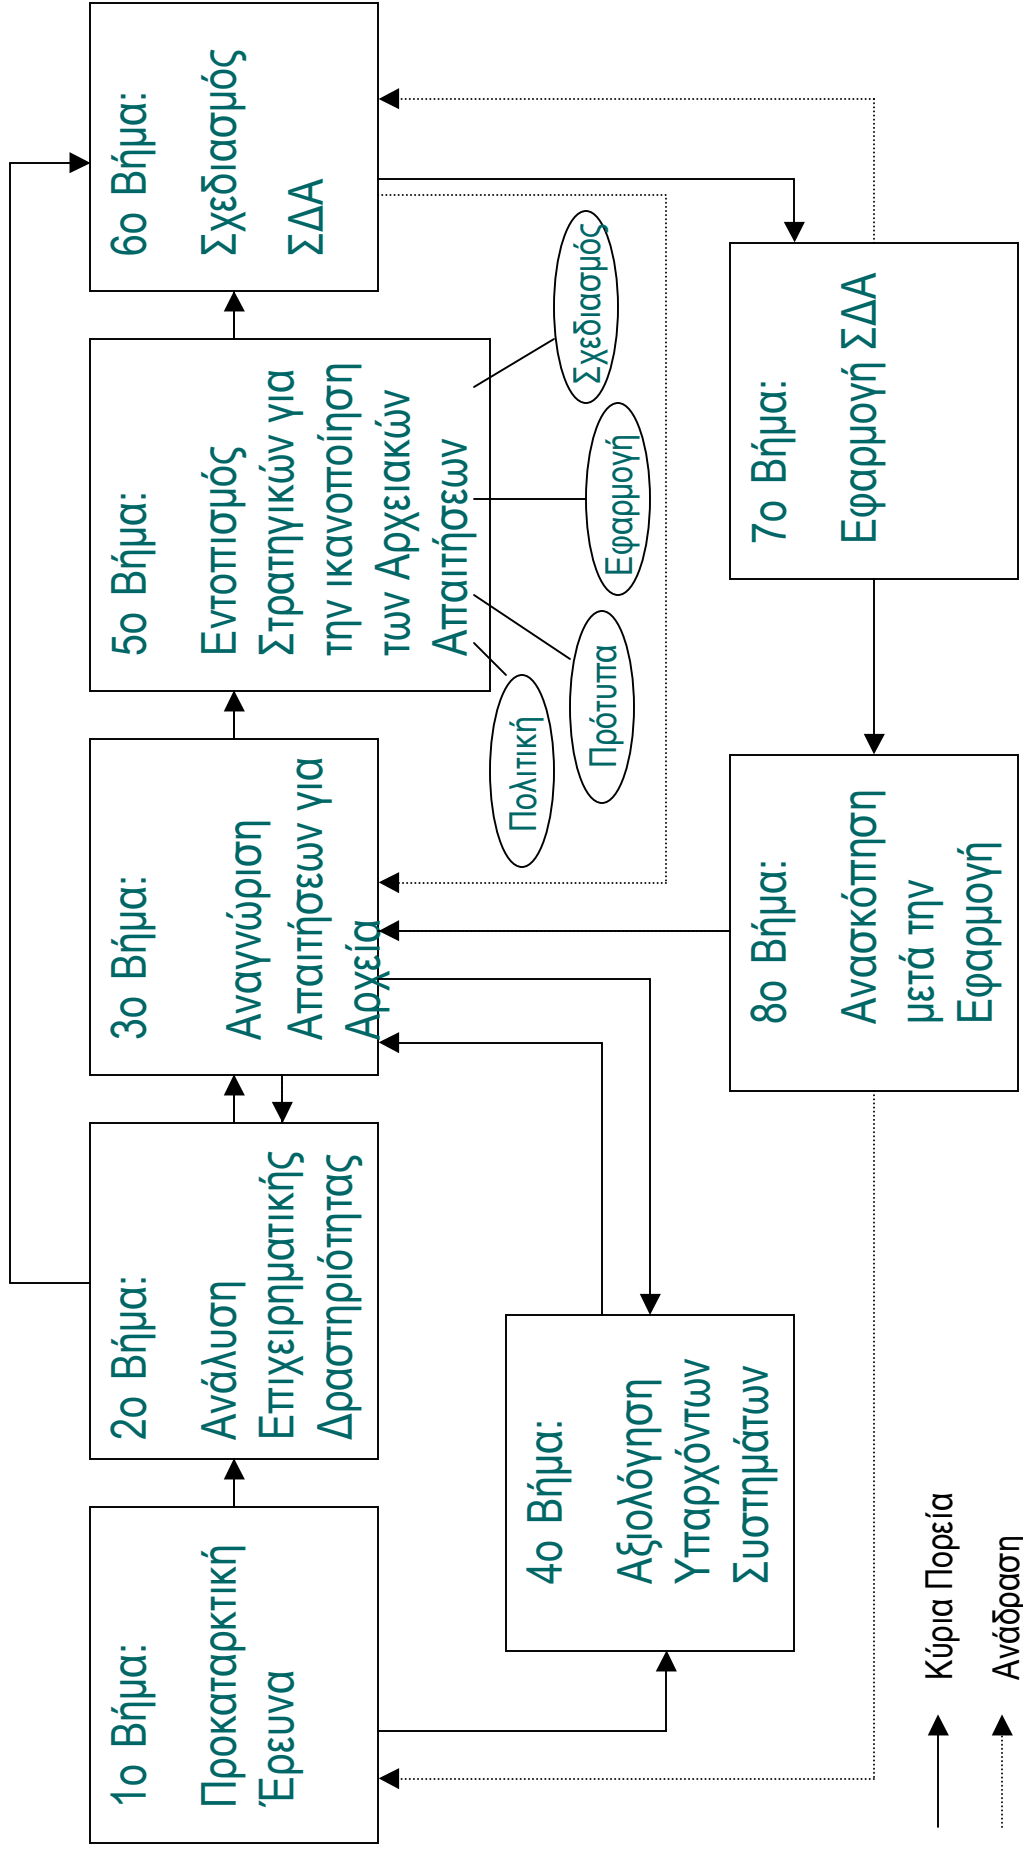 1ο Βήμα:
Προκαταρκτική
Έρευνα
2ο Βήμα:
Ανάλυση
Επιχειρηματικής
Δραστηριότητας
3ο Βήμα:
Αναγνώριση
Απαιτήσεων για
Αρχεία
5ο Βήμα:
Εντοπισμός
Στρατηγικών για
την ικανοποίηση
των Αρχειακών
Απαιτήσεων
6ο Βήμα:
Σχεδιασμός
ΣΔΑ
Πολιτική
Πρότυπα
Εφαρμογή
Σχεδιασμός
4ο Βήμα:
Αξιολόγηση
Υπαρχόντων
Συστημάτων
8ο Βήμα:
Ανασκόπηση
μετά την
Εφαρμογή
7ο Βήμα:
Εφαρμογή ΣΔΑ
Κύρια Πορεία
Ανάδραση